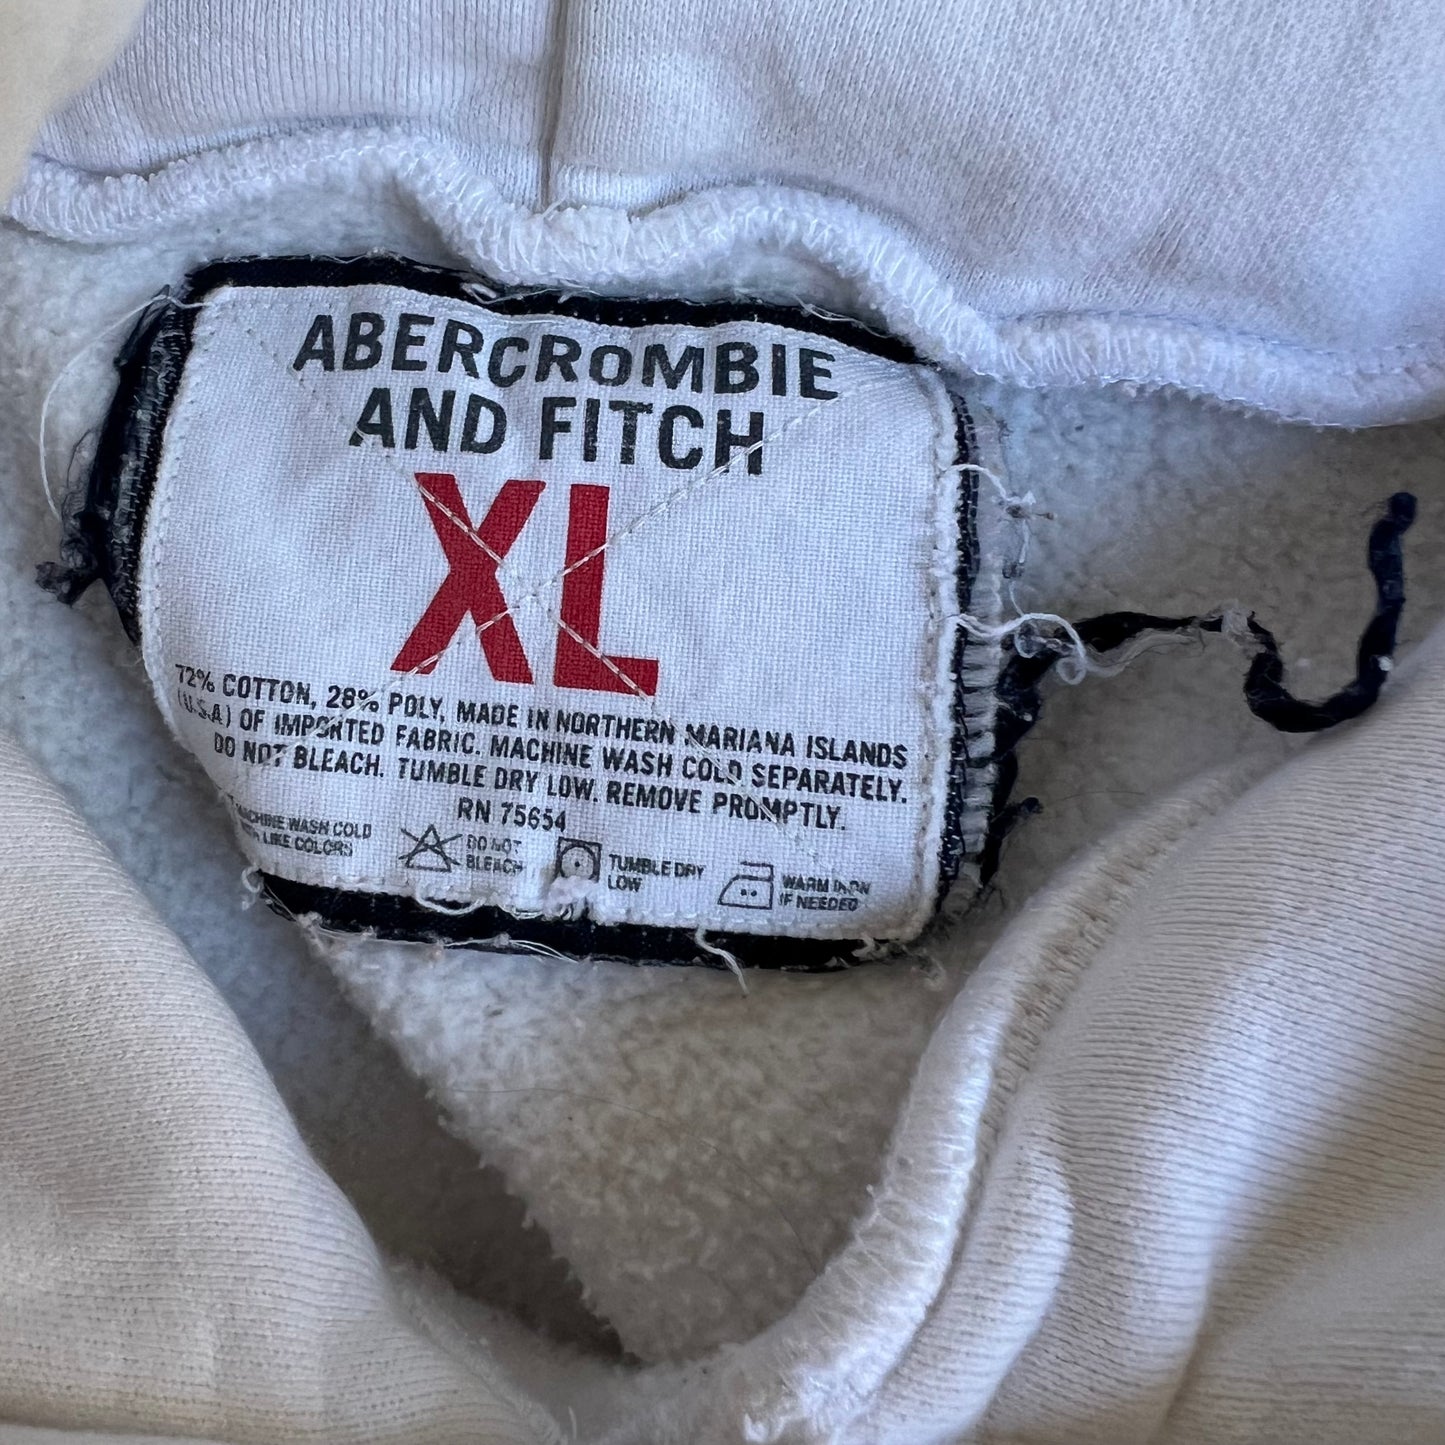 ABERCROMBIE
AND FITCH
XL
72% COTTON, 28% POLY, MADE IN NORTHERN MARIANA ISLANDS
(U.S.A) OF IMPORTED FABRIC. MACHINE WASH COLD SEPARATELY.
DO NOT BLEACH. TUMBLE DRY LOW. REMOVE PROMPTLY.
RN 75654
MACHINE WASH COLD
WITH LIKE COLORS
DO NOT
BLEACH
TUMBLE DRY
LOW
WARM IRON
IF NEEDED